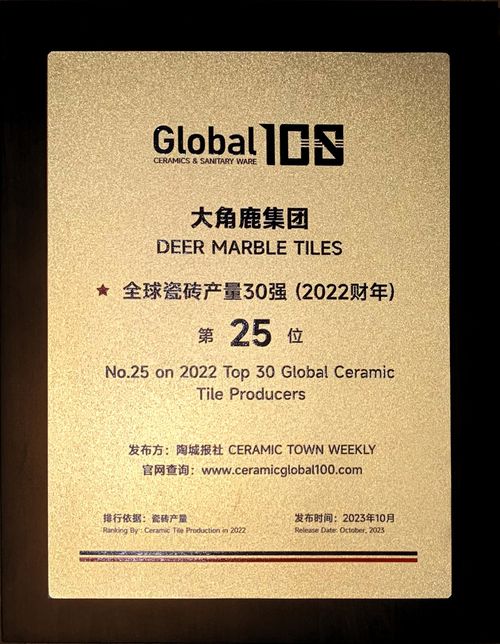 Global 100
CERAMICS & SANITARY WARE
大角鹿集团
DEER MARBLE TILES
★ 全球瓷砖产量30强 (2022财年)
第 25 位
No.25 on 2022 Top 30 Global Ceramic
Tile Producers
发布方：陶城报社 CERAMIC TOWN WEEKLY
官网查询：www.ceramicglobal100.com
排行依据：瓷砖产量 发布时间：2023年10月
Ranking By : Ceramic Tile Production in 2022 Release Date: October, 2023